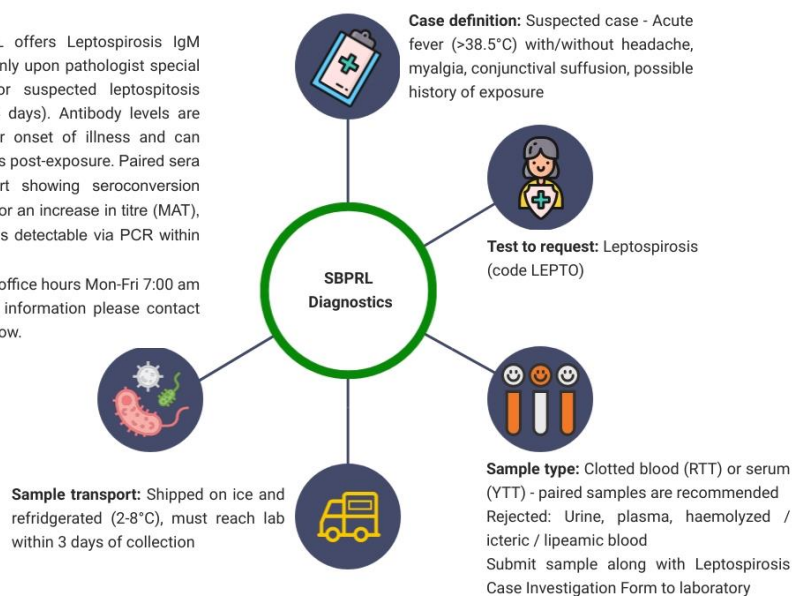 L offers Leptospirosis IgM
nly upon pathologist special
or suspected leptospitosis
days). Antibody levels are
r onset of illness and can
s post-exposure. Paired sera
rt showing seroconversion
or an increase in titre (MAT),
s detectable via PCR within
office hours Mon-Fri 7:00 am
information please contact
ow.
Case definition: Suspected case - Acute
fever (>38.5°C) with/without headache,
myalgia, conjunctival suffusion, possible
history of exposure
Test to request: Leptospirosis
(code LEPTO)
SBPRL
Diagnostics
Sample transport: Shipped on ice and
refridgerated (2-8°C), must reach lab
within 3 days of collection
Sample type: Clotted blood (RTT) or serum
(YTT) - paired samples are recommended
Rejected: Urine, plasma, haemolyzed /
icteric / lipeamic blood
Submit sample along with Leptospirosis
Case Investigation Form to laboratory